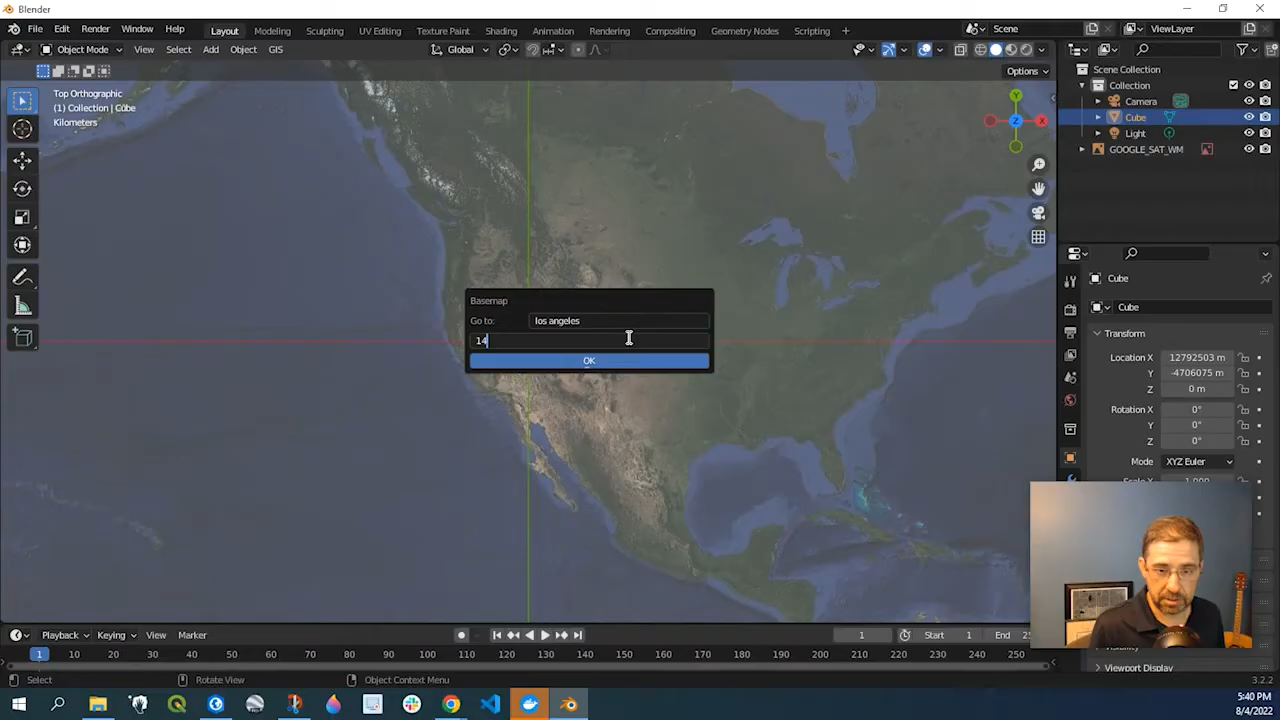 Blender
File Edit Render Window Help
Layout Modeling Sculpting UV Editing Texture Paint Shading Animation Rendering Compositing Geometry Nodes Scripting +
Scene
ViewLayer
Object Mode View Select Add Object GIS
Global
Options
Top Orthographic
(1) Collection | Cube
Kilometers
Y
Z
X
Scene Collection
Collection
Camera
Cube
Light
GOOGLE_SAT_WM
Basemap
Go to: los angeles
14
OK
Cube
Cube
Transform
Location X 12792503 m
Y -4706075 m
Z 0 m
Rotation X 0°
Y 0°
Z 0°
Mode XYZ Euler
Scale X 1.000
Viewport Display
Playback Keying View Marker
1
Start 1
End
1 10 20 30 40 50 60 70 80 90 100 110 120 130 140 150 160 170 180 190 200 210 220 230 240 250
Select
Rotate View
Object Context Menu
3.2.2
5:40 PM
8/4/2022